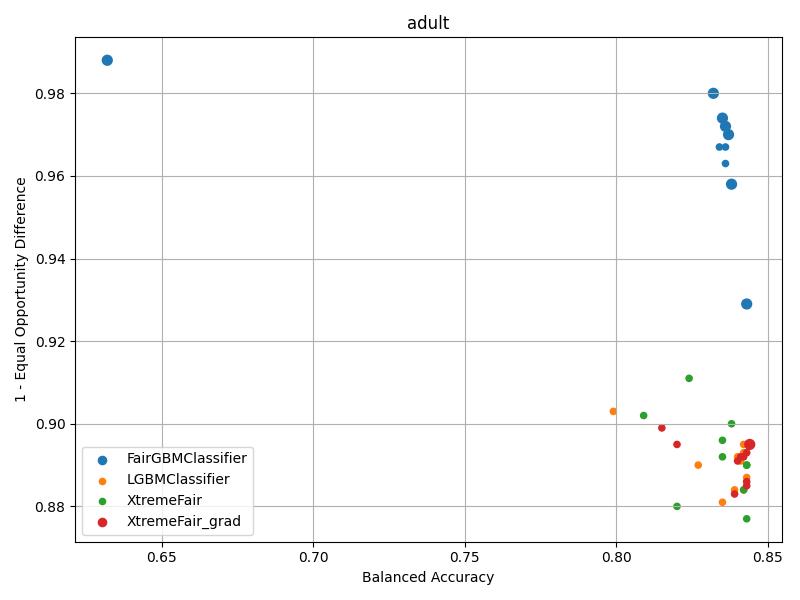 adult
1 - Equal Opportunity Difference
0.98
0.96
0.94
0.92
0.90
0.88
FairGBMClassifier
LGBMClassifier
XtremeFair
XtremeFair_grad
0.65
0.70
0.75
0.80
0.85
Balanced Accuracy